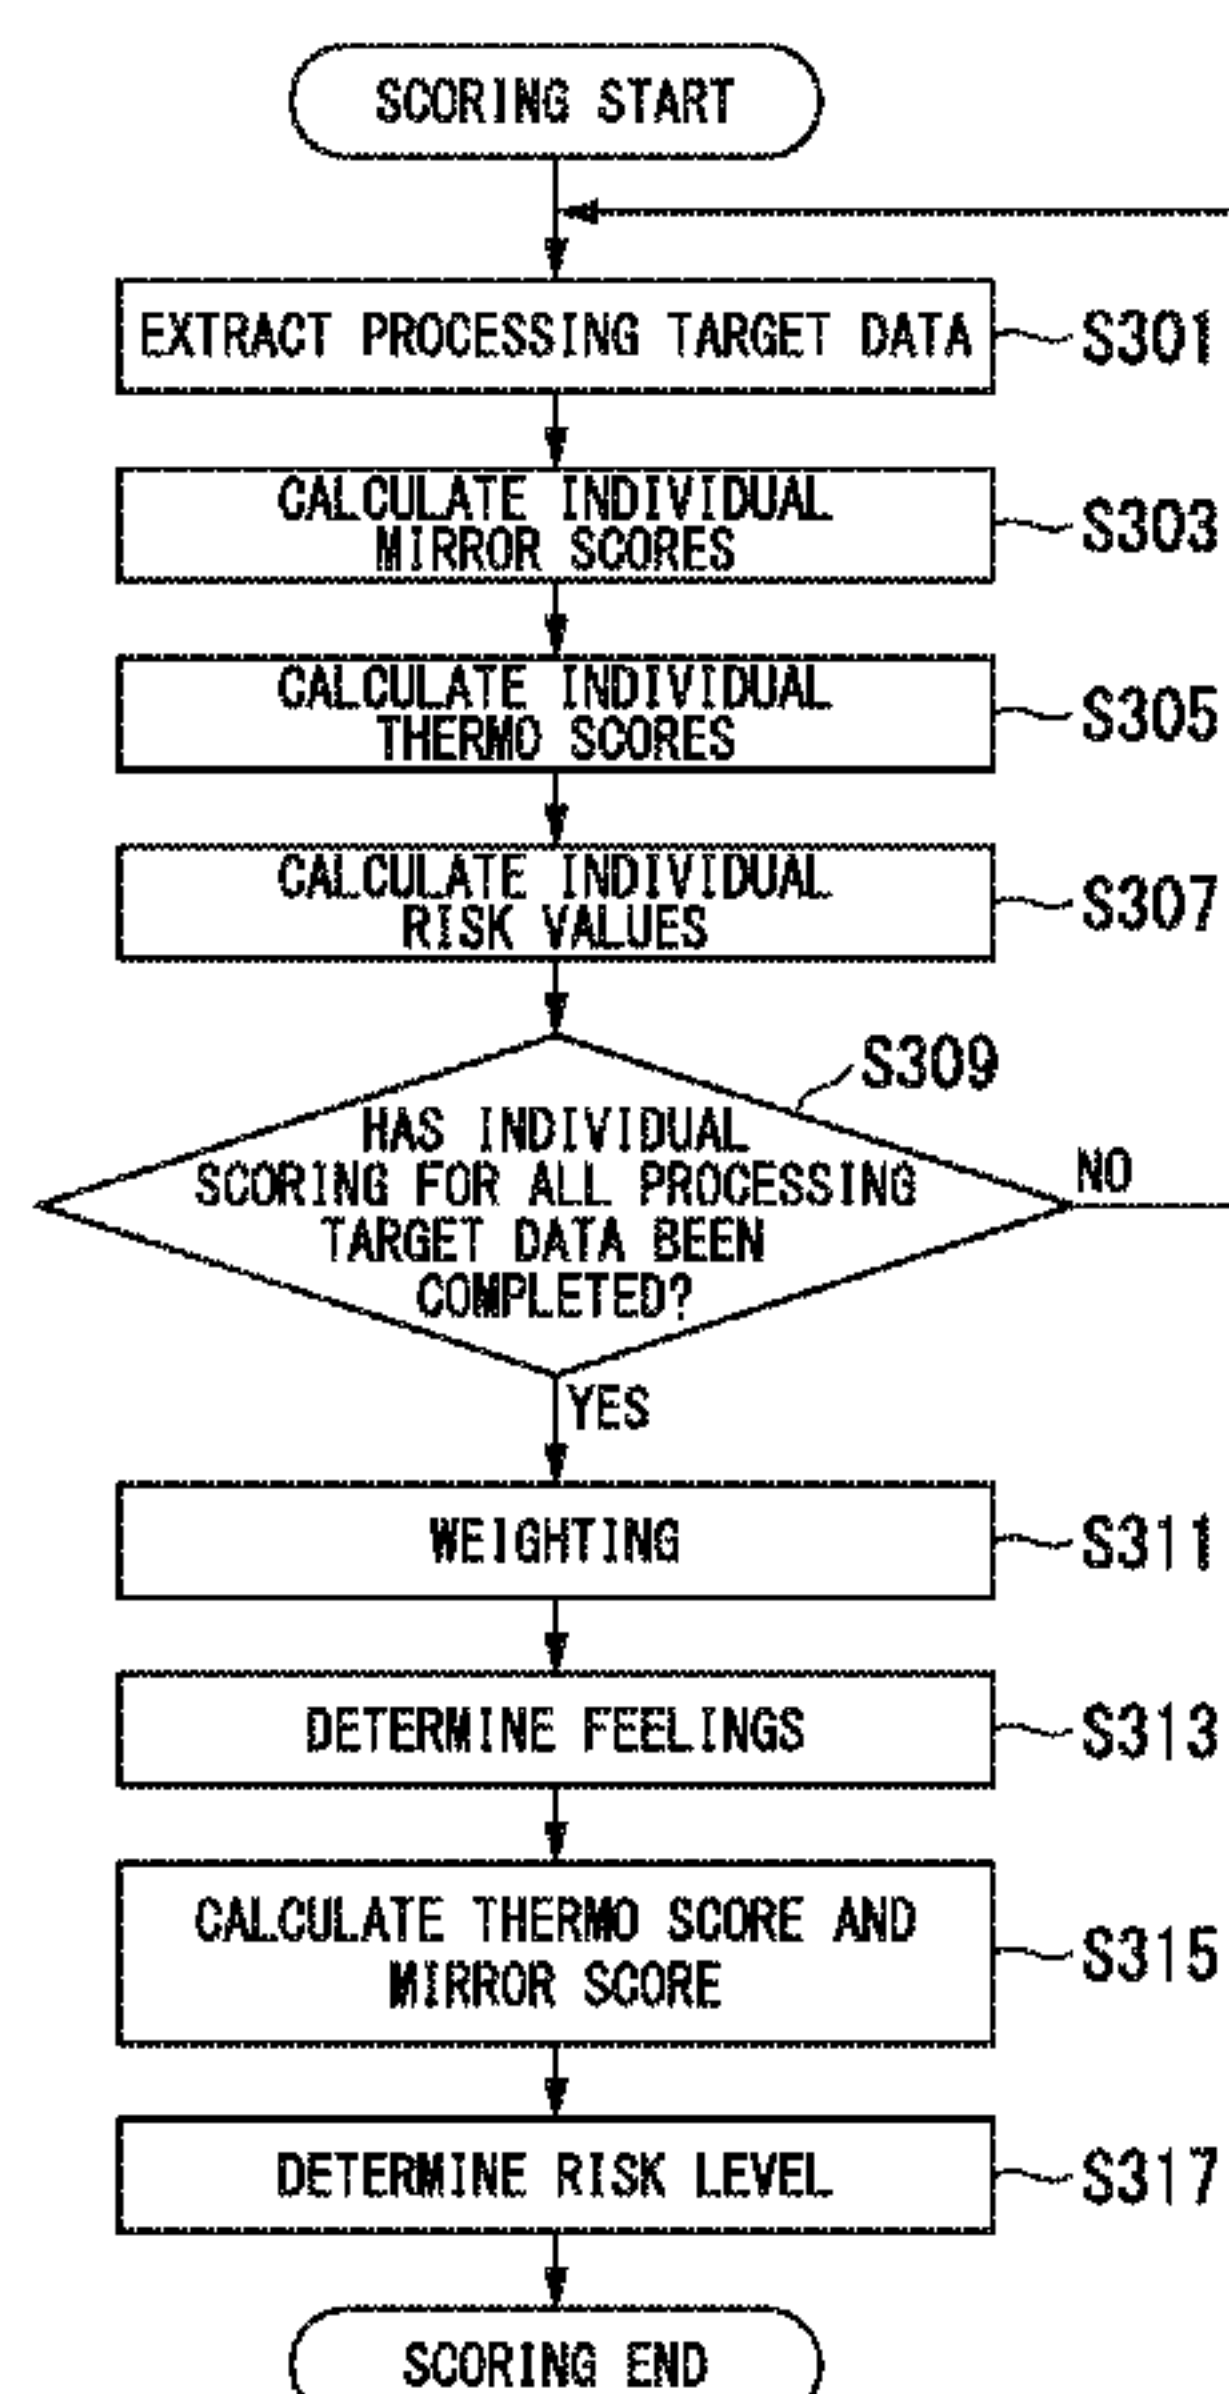 SCORING START
EXTRACT PROCESSING TARGET DATA
S301
CALCULATE INDIVIDUAL
MIRROR SCORES
S303
CALCULATE INDIVIDUAL
THERMO SCORES
S305
CALCULATE INDIVIDUAL
RISK VALUES
S307
S309
HAS INDIVIDUAL
SCORING FOR ALL PROCESSING
TARGET DATA BEEN
COMPLETED?
NO
YES
WEIGHTING
S311
DETERMINE FEELINGS
S313
CALCULATE THERMO SCORE AND
MIRROR SCORE
S315
DETERMINE RISK LEVEL
S317
SCORING END